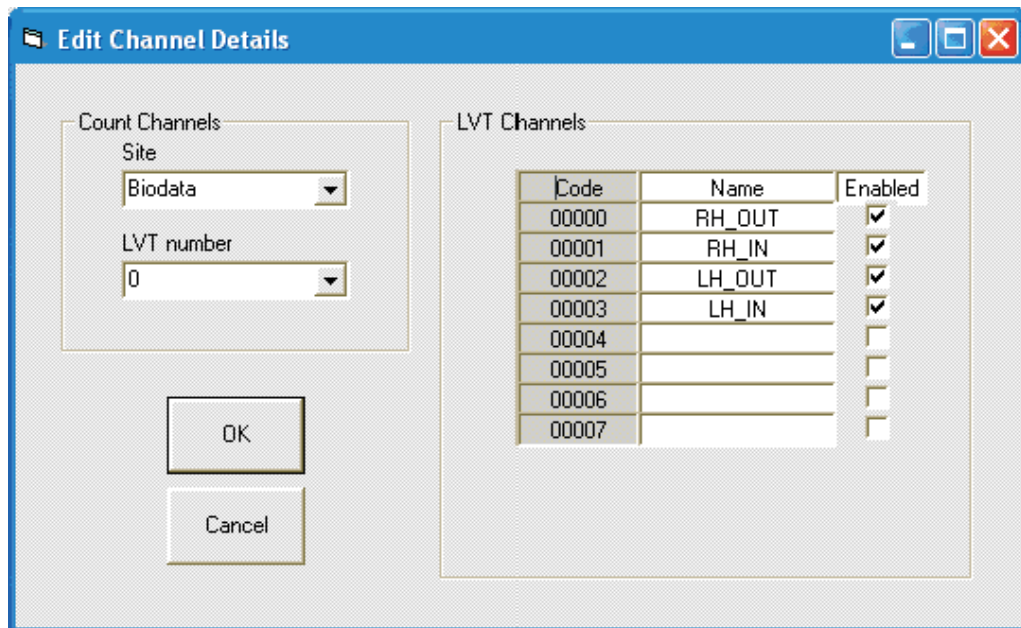 Edit Channel Details
Count Channels
Site
Biodata
LVT number
0
OK
Cancel
LVT Channels
Code Name Enabled
00000 RH_OUT
00001 RH_IN
00002 LH_OUT
00003 LH_IN
00004
00005
00006
00007